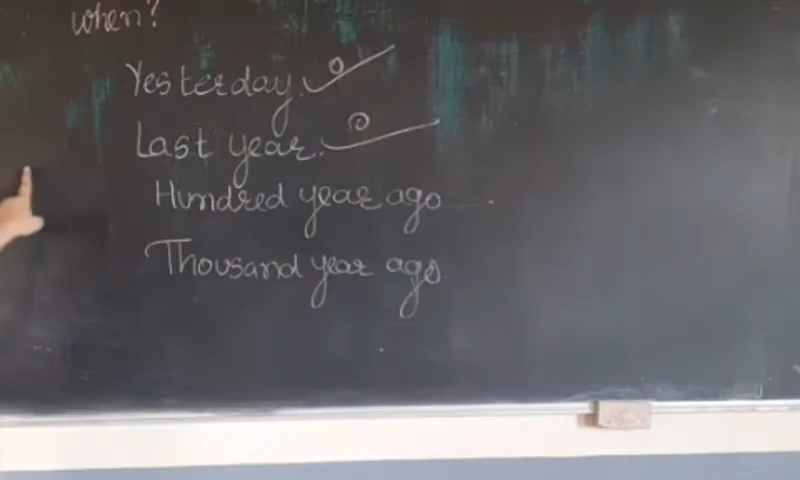 when?
Yesterday.
Last year.
Hundred year ago
Thousand year ago